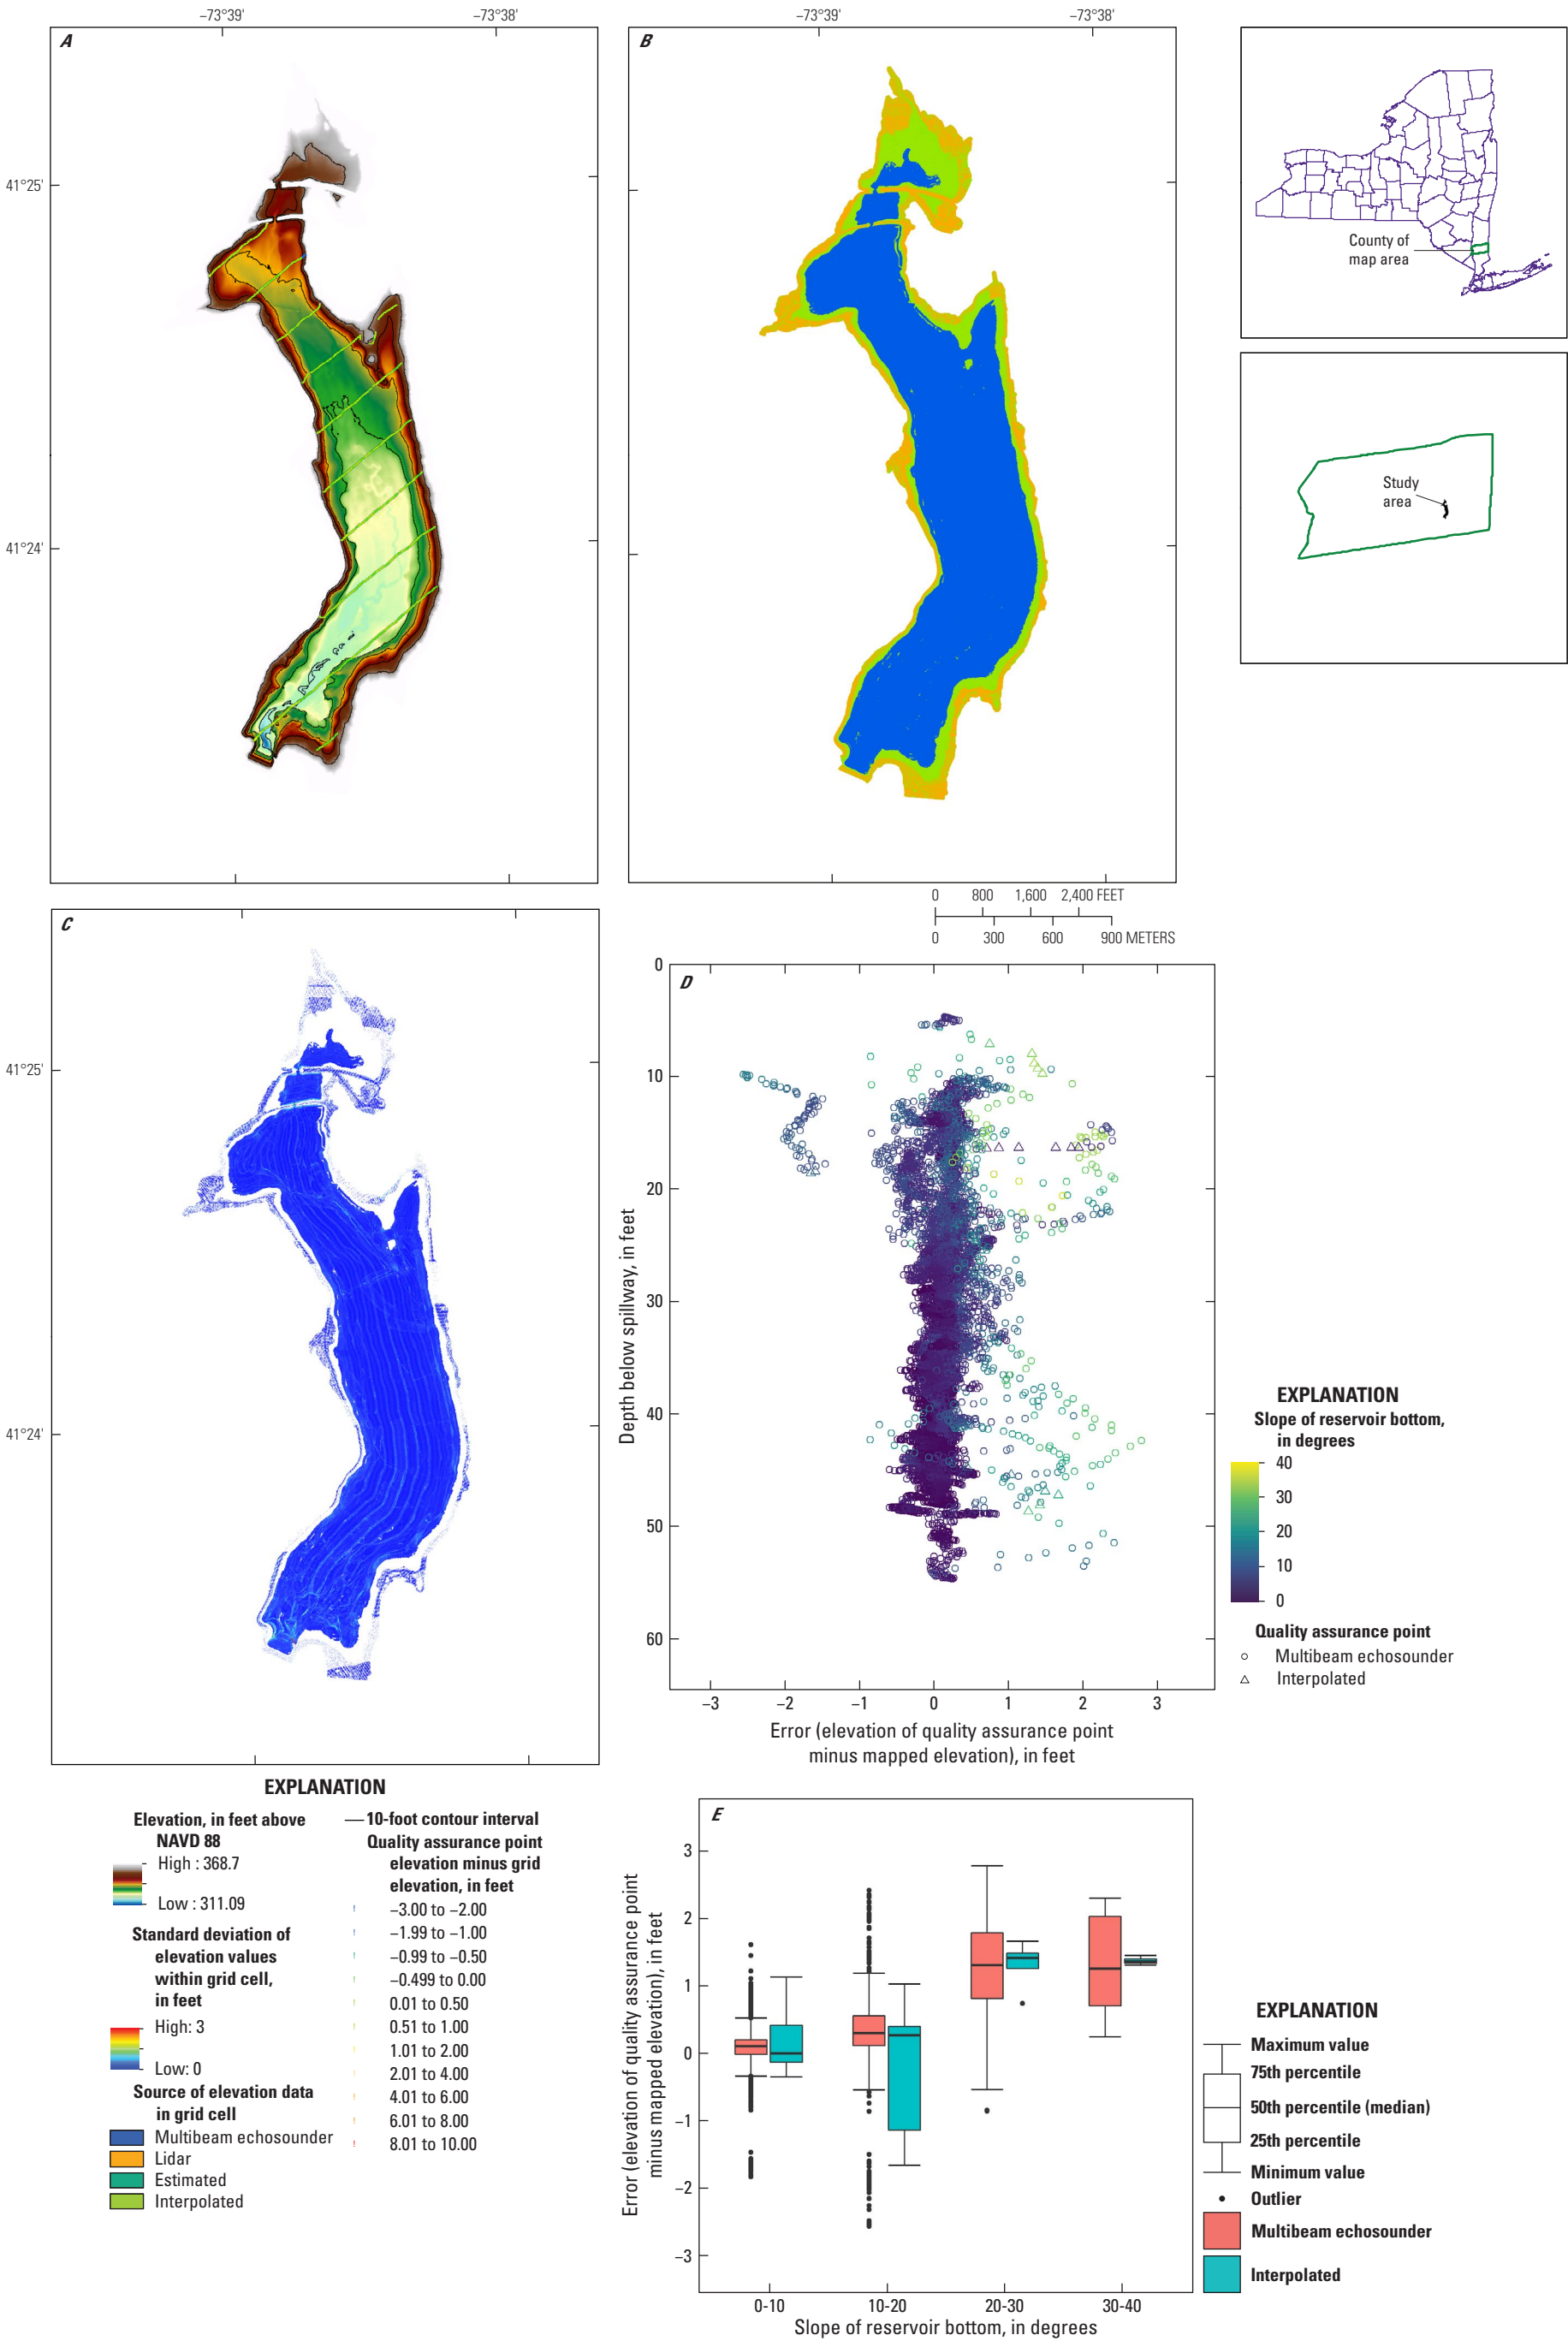 −73°39'
−73°38'
−73°39'
−73°38'
A
B
41°25'
41°24'
County of
map area
Study
area
0 800 1,600 2,400 FEET
0 300 600 900 METERS
C
41°25'
41°24'
D
0
10
20
30
40
50
60
Depth below spillway, in feet
−3 −2 −1 0 1 2 3
Error (elevation of quality assurance point
minus mapped elevation), in feet
EXPLANATION
Slope of reservoir bottom,
in degrees
40
30
20
10
0
Quality assurance point
Multibeam echosounder
Interpolated
EXPLANATION
Elevation, in feet above
NAVD 88
High : 368.7
Low : 311.09
Standard deviation of
elevation values
within grid cell,
in feet
High: 3
Low: 0
Source of elevation data
in grid cell
Multibeam echosounder
Lidar
Estimated
Interpolated
10-foot contour interval
Quality assurance point
elevation minus grid
elevation, in feet
−3.00 to −2.00
−1.99 to −1.00
−0.99 to −0.50
−0.499 to 0.00
0.01 to 0.50
0.51 to 1.00
1.01 to 2.00
2.01 to 4.00
4.01 to 6.00
6.01 to 8.00
8.01 to 10.00
E
3
2
1
0
−1
−2
−3
Error (elevation of quality assurance point
minus mapped elevation), in feet
0-10 10-20 20-30 30-40
Slope of reservoir bottom, in degrees
EXPLANATION
Maximum value
75th percentile
50th percentile (median)
25th percentile
Minimum value
Outlier
Multibeam echosounder
Interpolated